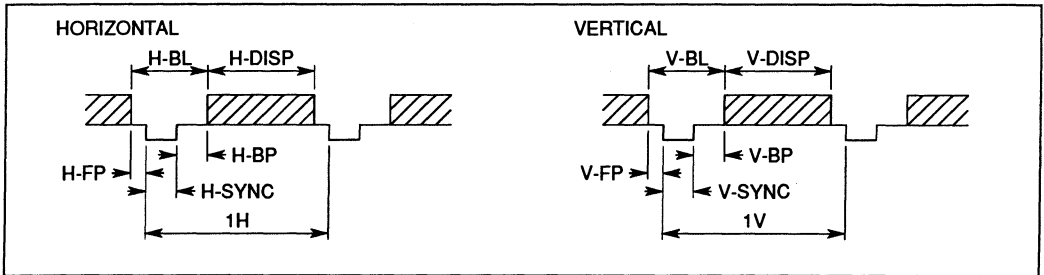 HORIZONTAL
H-BL
H-DISP
H-BP
H-FP
H-SYNC
1H
VERTICAL
V-BL
V-DISP
V-BP
V-FP
V-SYNC
1V